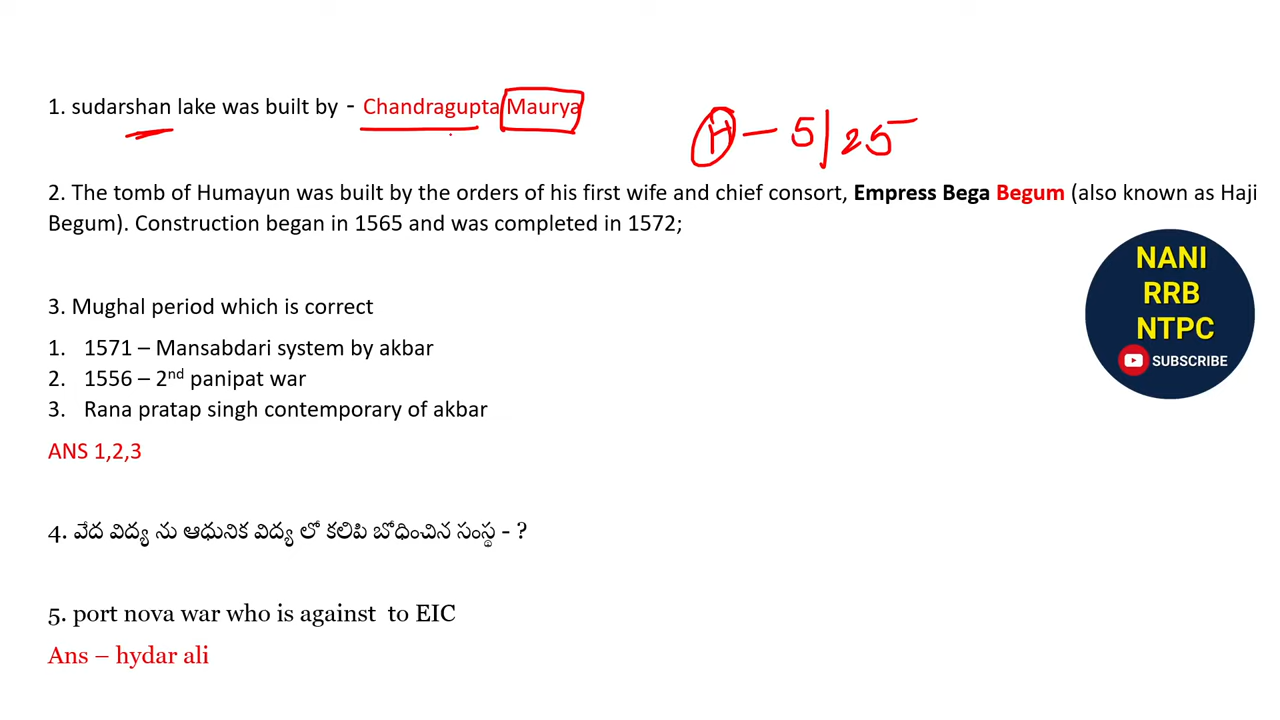 1. sudarshan lake was built by - Chandragupta Maurya
H - 5/25
2. The tomb of Humayun was built by the orders of his first wife and chief consort, Empress Bega Begum (also known as Haji
Begum). Construction began in 1565 and was completed in 1572;
NANI
RRB
NTPC
SUBSCRIBE
3. Mughal period which is correct
1. 1571 – Mansabdari system by akbar
2. 1556 – 2nd panipat war
3. Rana pratap singh contemporary of akbar
ANS 1,2,3
4. వేద విద్య ను ఆధునిక విద్య లో కలిపి బోధించిన సంస్థ - ?
5. port nova war who is against to EIC
Ans – hydar ali